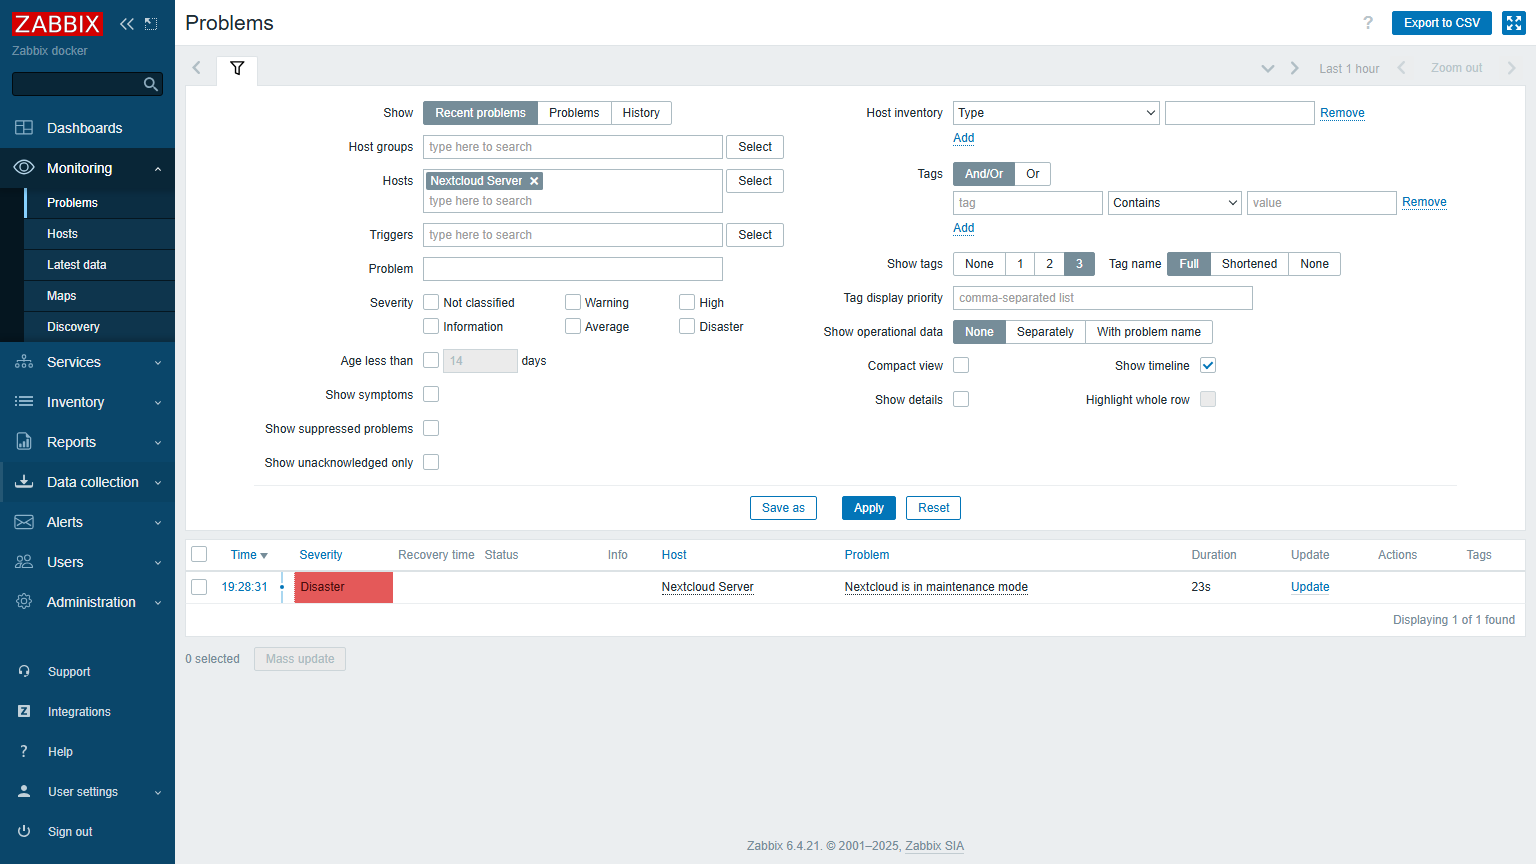 ZABBIX
Zabbix docker
Dashboards
Monitoring
Problems
Hosts
Latest data
Maps
Discovery
Services
Inventory
Reports
Data collection
Alerts
Users
Administration
Support
Integrations
Help
User settings
Sign out
Problems
? Export to CSV
Last 1 hour Zoom out
Show Recent problems Problems History
Host groups type here to search Select
Hosts Nextcloud Server Select
type here to search
Triggers type here to search Select
Problem
Severity Not classified Warning High
Information Average Disaster
Age less than 14 days
Show symptoms
Show suppressed problems
Show unacknowledged only
Host inventory Type Remove
Add
Tags And/Or Or
tag Contains value Remove
Add
Show tags None 1 2 3 Tag name Full Shortened None
Tag display priority comma-separated list
Show operational data None Separately With problem name
Compact view Show timeline
Show details Highlight whole row
Save as Apply Reset
Time Severity Recovery time Status Info Host Problem Duration Update Actions Tags
19:28:31 Disaster Nextcloud Server Nextcloud is in maintenance mode 23s Update
Displaying 1 of 1 found
0 selected Mass update
Zabbix 6.4.21. © 2001–2025, Zabbix SIA